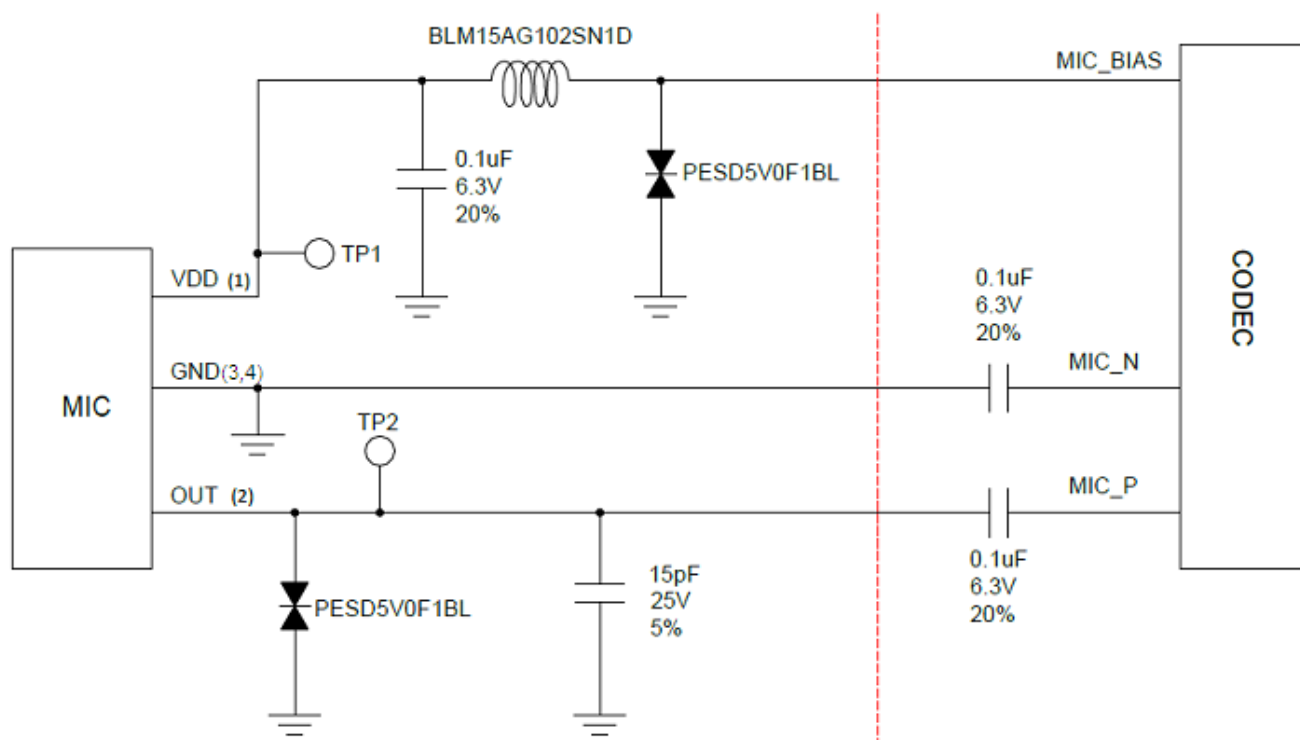 BLM15AG102SN1D
MIC_BIAS
0.1uF
6.3V
20%
PESD5V0F1BL
TP1
VDD (1)
0.1uF
6.3V
20%
CODEC
GND(3,4)
MIC_N
MIC
TP2
OUT (2)
MIC_P
PESD5V0F1BL
15pF
25V
5%
0.1uF
6.3V
20%